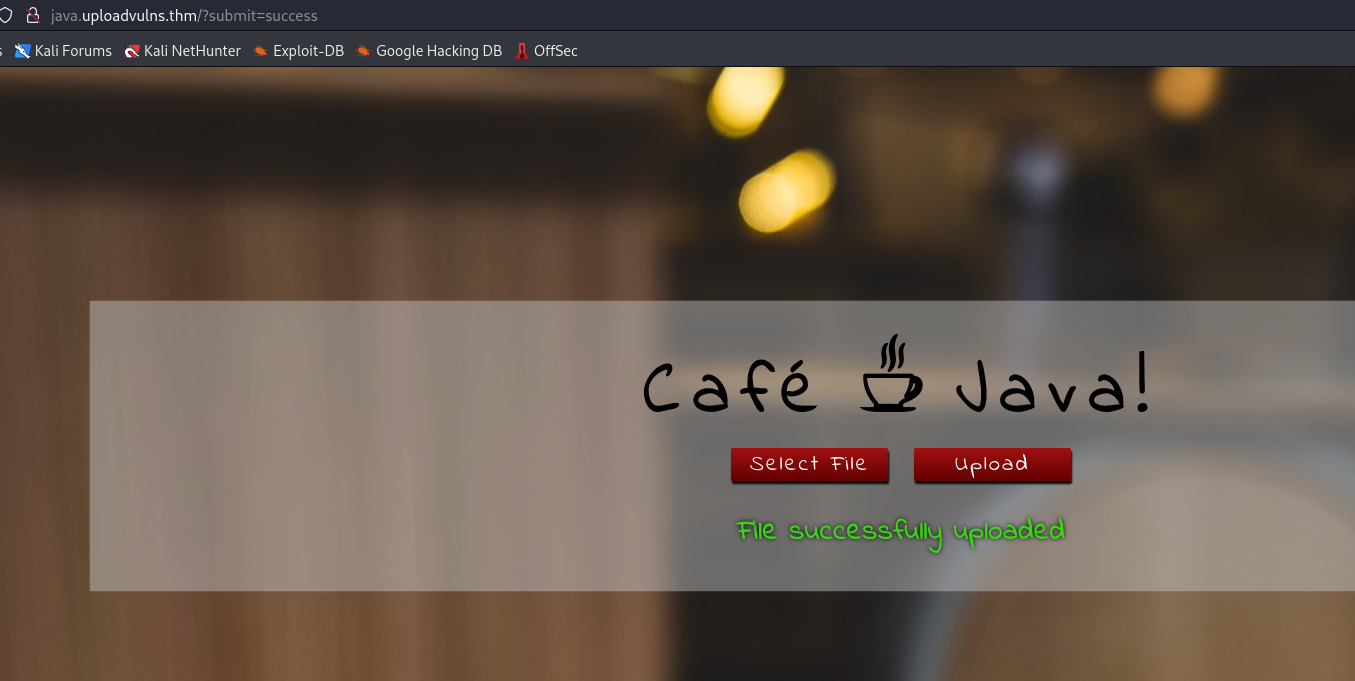 java.uploadvulns.thm/?submit=success
s Kali Forums Kali NetHunter Exploit-DB Google Hacking DB OffSec
Café Java!
Select File Upload
File successfully uploaded